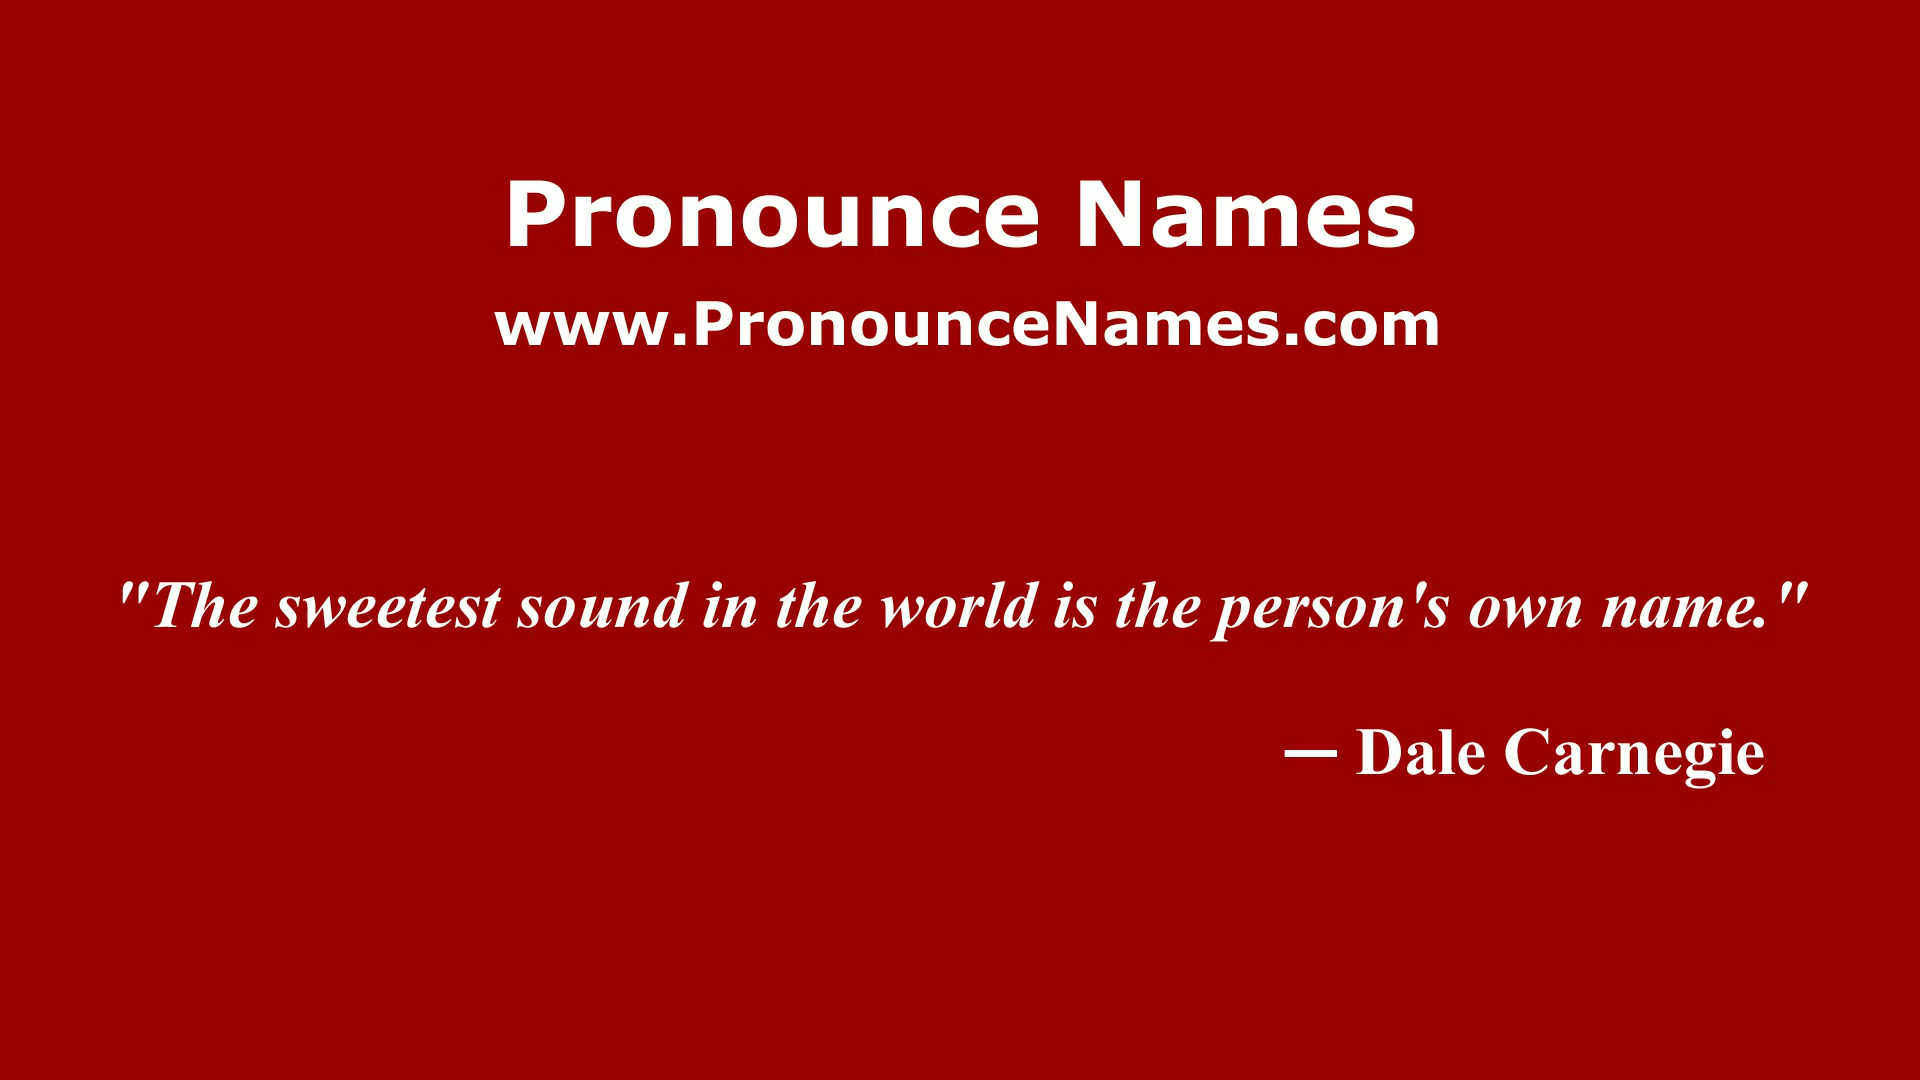 Pronounce Names
www.PronounceNames.com
"The sweetest sound in the world is the person's own name."
— Dale Carnegie